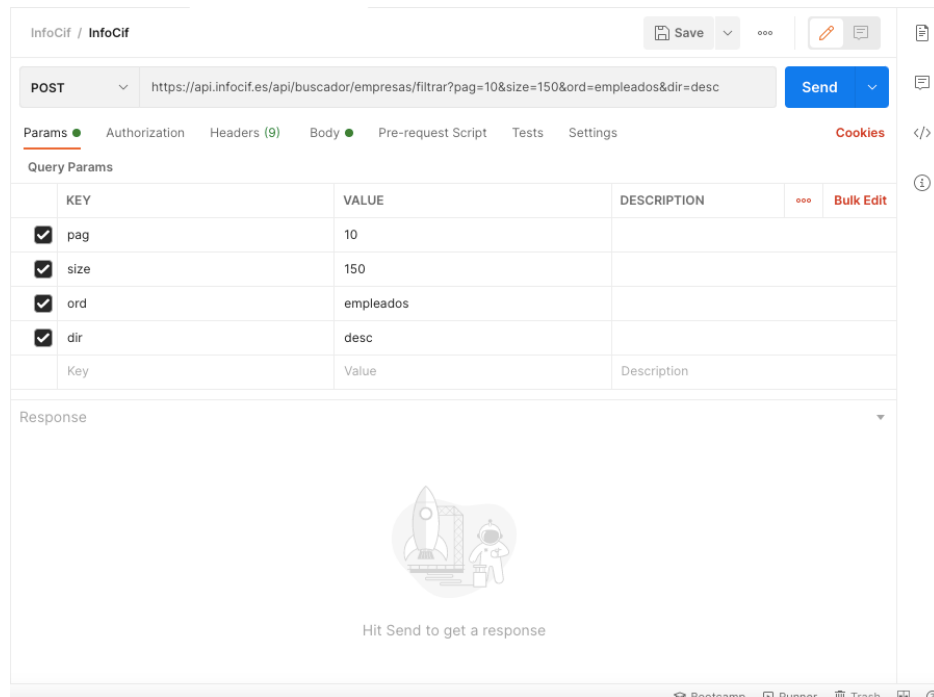 InfoCif / InfoCif
Save
POST
https://api.infocif.es/api/buscador/empresas/filtrar?pag=10&size=150&ord=empleados&dir=desc
Send
Params
Authorization
Headers (9)
Body
Pre-request Script
Tests
Settings
Cookies
Query Params
KEY VALUE DESCRIPTION Bulk Edit
pag 10
size 150
ord empleados
dir desc
Key Value Description
Response
Hit Send to get a response
Bootcamp Runner Trash